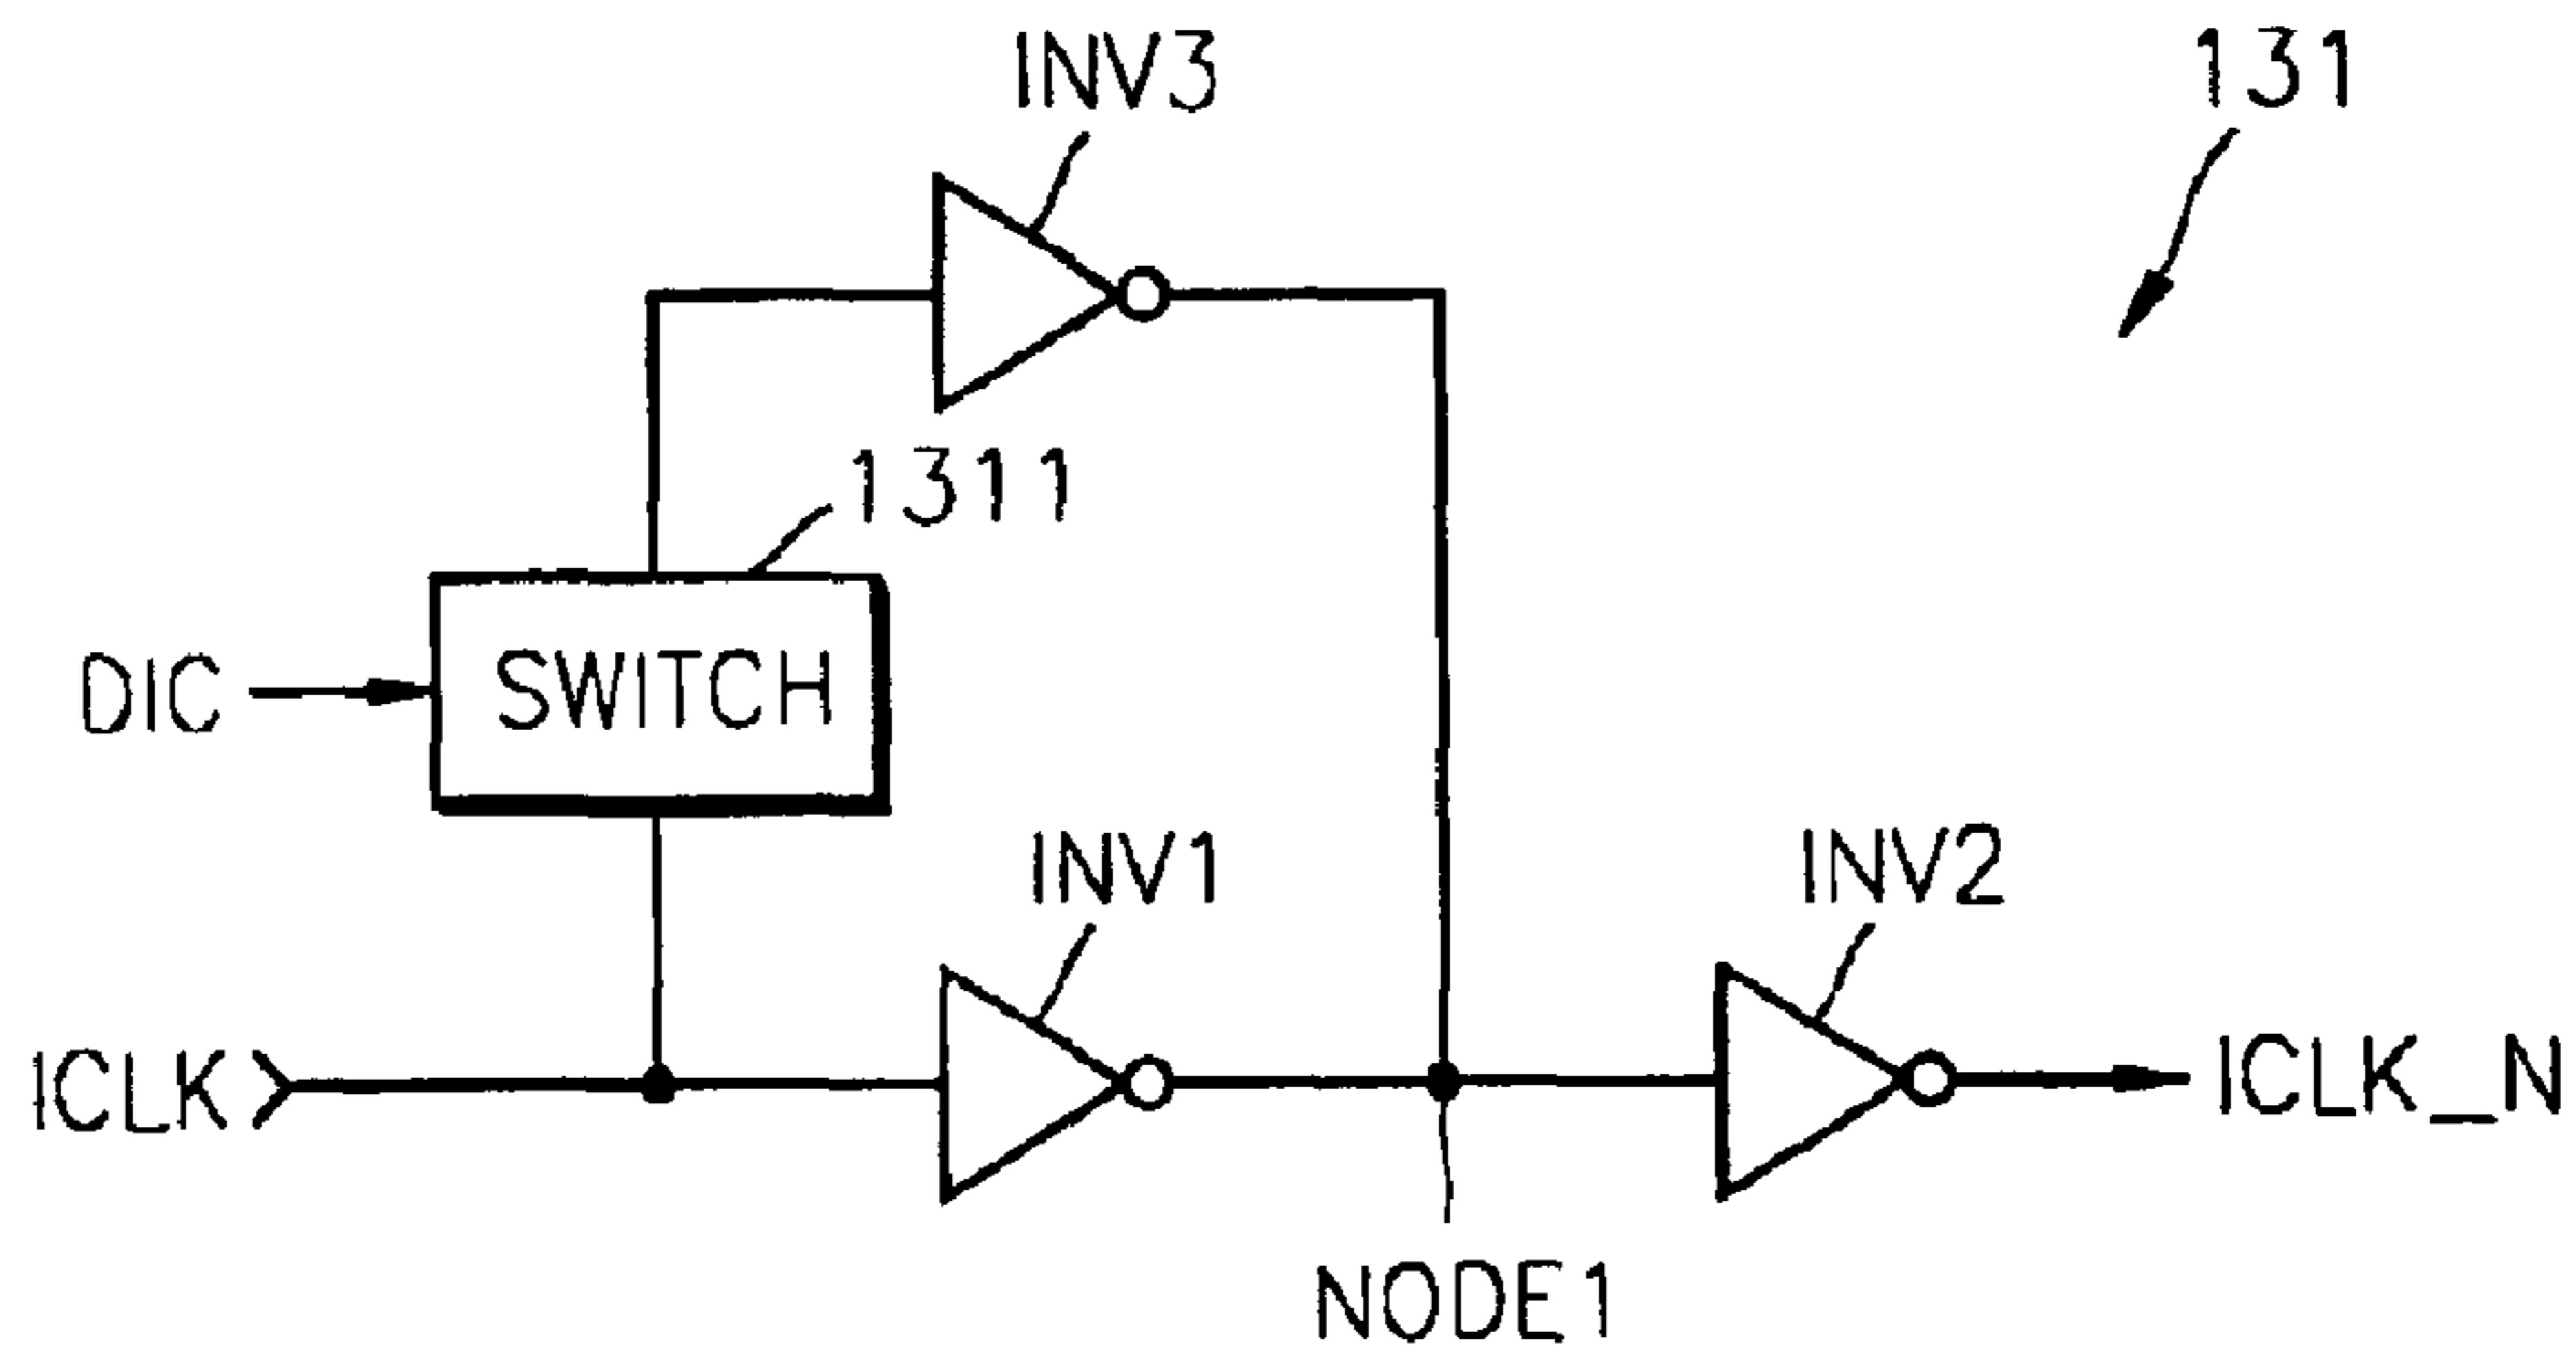 INV3
131
1311
DIC
SWITCH
INV1
INV2
ICLK
ICLK_N
NODE1